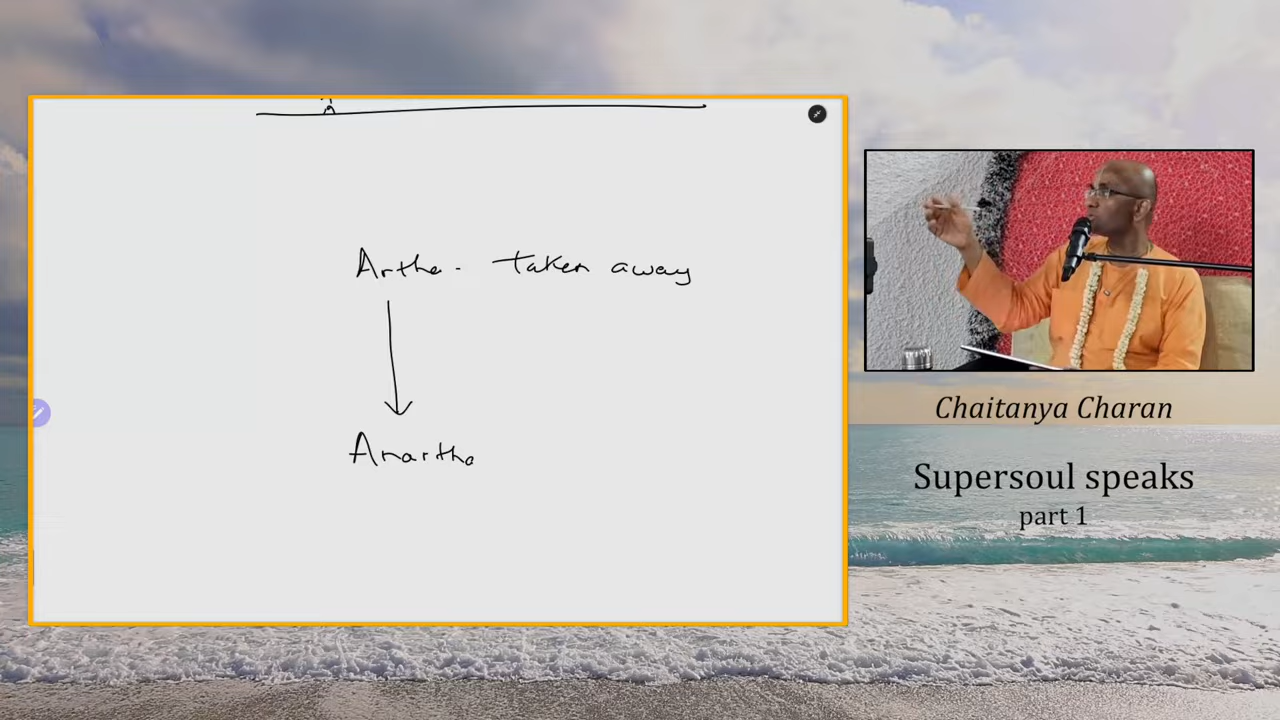 Artha - Taken away
Anartha
Chaitanya Charan
Supersoul speaks
part 1